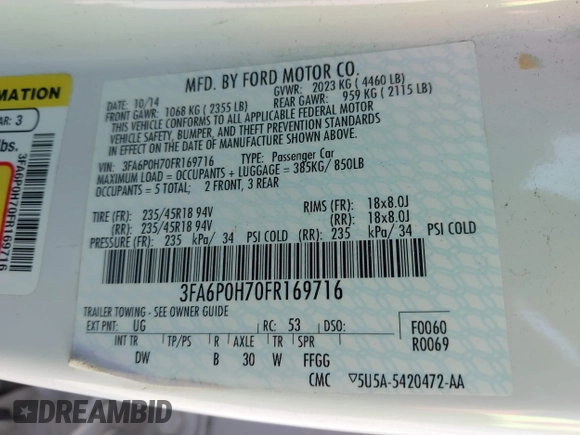 MATION
AR: 3
lbs.
3FA6P0H70FR169716
MFD. BY FORD MOTOR CO.
DATE: 10/14 GVWR: 2023 KG ( 4460 LB)
FRONT GAWR: 1068 KG ( 2355 LB) REAR GAWR: 959 KG ( 2115 LB)
THIS VEHICLE CONFORMS TO ALL APPLICABLE FEDERAL MOTOR
VEHICLE SAFETY, BUMPER, AND THEFT PREVENTION STANDARDS
IN EFFECT ON THE DATE OF MANUFACTURE SHOWN ABOVE.
VIN: 3FA6P0H70FR169716 TYPE: Passenger Car
MAXIMUM LOAD = OCCUPANTS + LUGGAGE = 385KG/ 850LB
OCCUPANTS = 5 TOTAL; 2 FRONT, 3 REAR
TIRE (FR): 235/45R18 94V RIMS (FR): 18x8.0J
(RR): 235/45R18 94V (RR): 18x8.0J
PRESSURE (FR): 235 kPa/ 34 PSI COLD (RR): 235 kPa/ 34 PSI COLD
3FA6P0H70FR169716
TRAILER TOWING - SEE OWNER GUIDE
EXT PNT: UG RC: 53 DSO: F0060
INT TR TP/PS R AXLE TR SPR R0069
DW B 30 W FFGG
CMC ▽5U5A-5420472-AA
DREAMBID